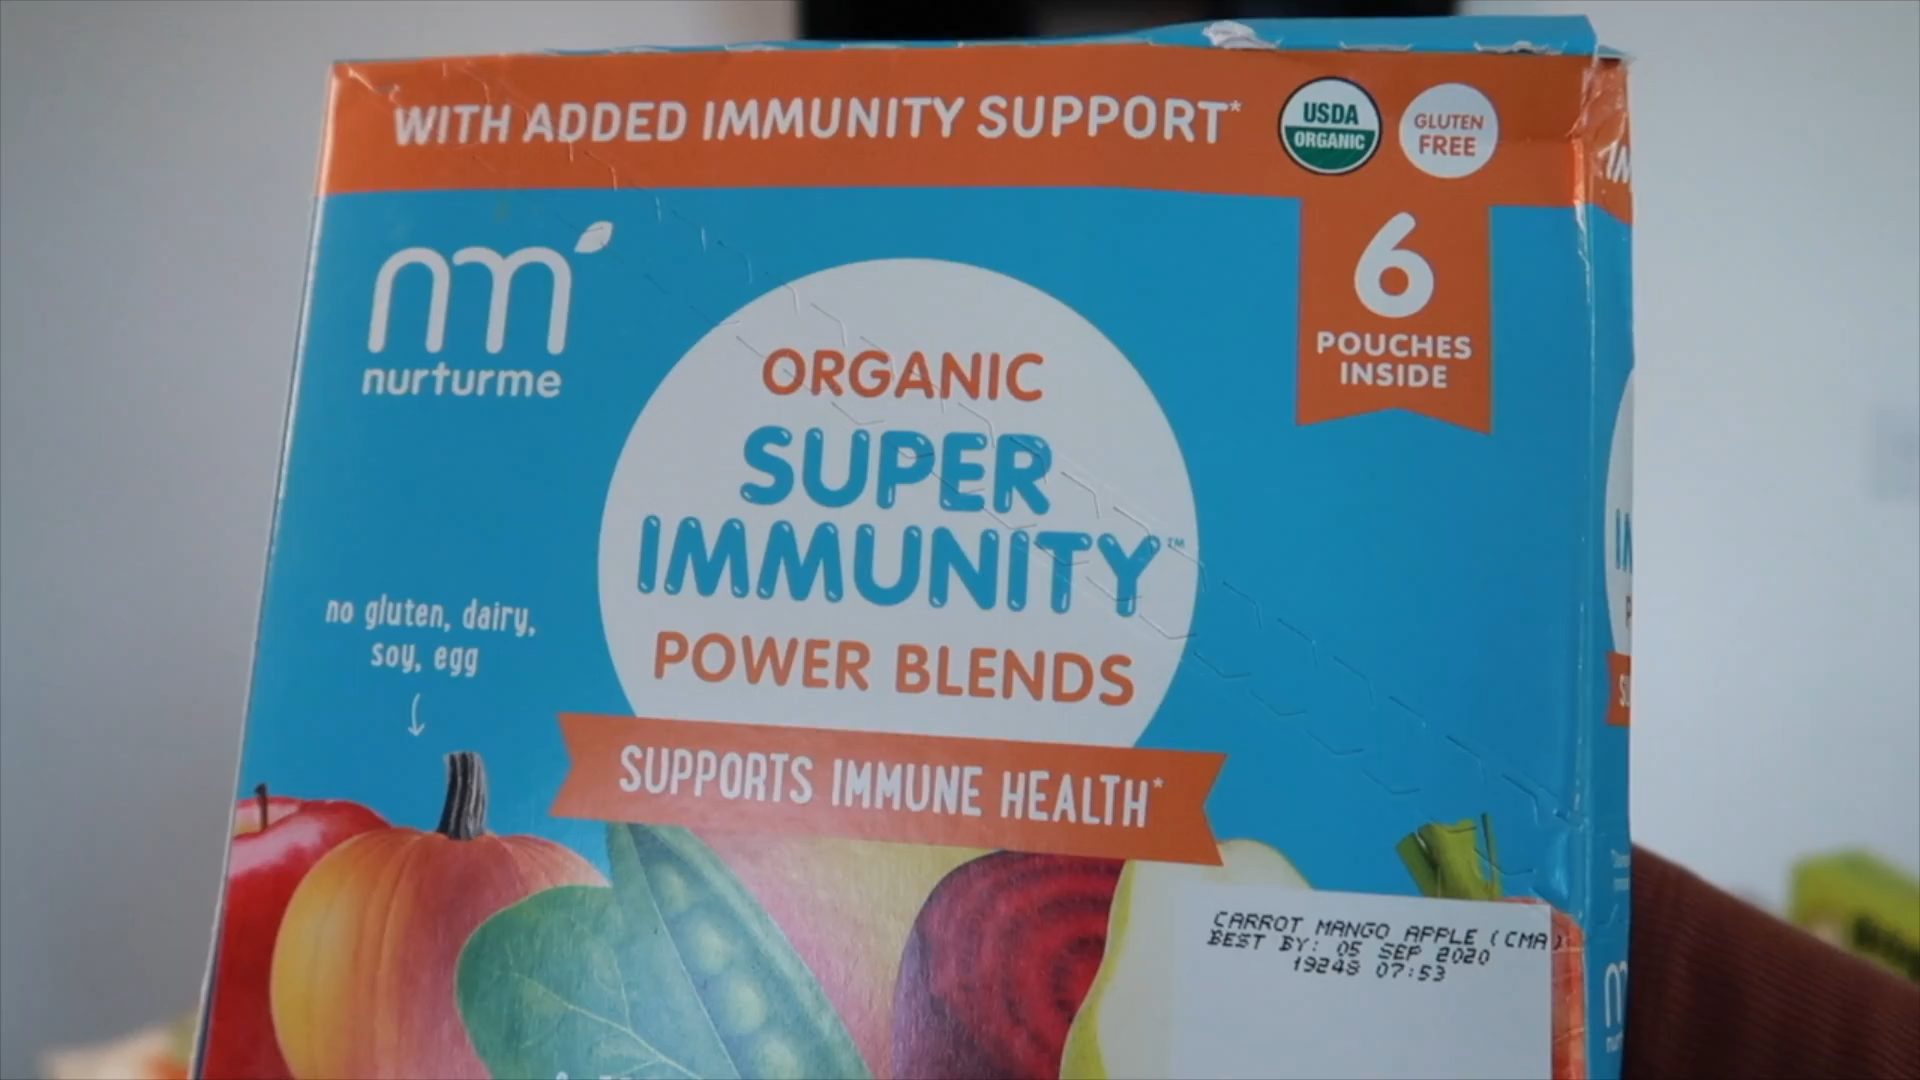 WITH ADDED IMMUNITY SUPPORT*
USDA
ORGANIC
GLUTEN
FREE
6
POUCHES
INSIDE
nurturme
ORGANIC
SUPER
IMMUNITY™
POWER BLENDS
no gluten, dairy,
soy, egg
SUPPORTS IMMUNE HEALTH*
CARROT MANGO APPLE (CMA)
BEST BY: 05 SEP 2020
19248 07:53